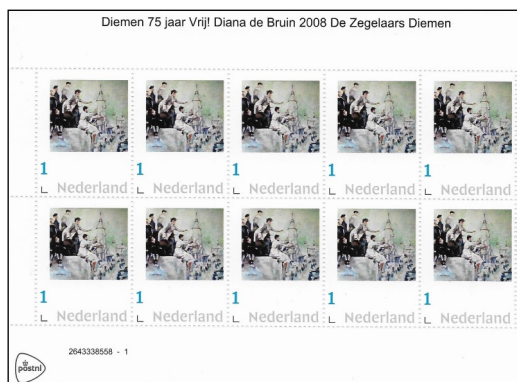 Diemen 75 jaar Vrij! Diana de Bruin 2008 De Zegelaars Diemen
1 1 1 1 1
Nederland Nederland Nederland Nederland Nederland
1 1 1 1 1
Nederland Nederland Nederland Nederland Nederland
2643338558 - 1
postnl